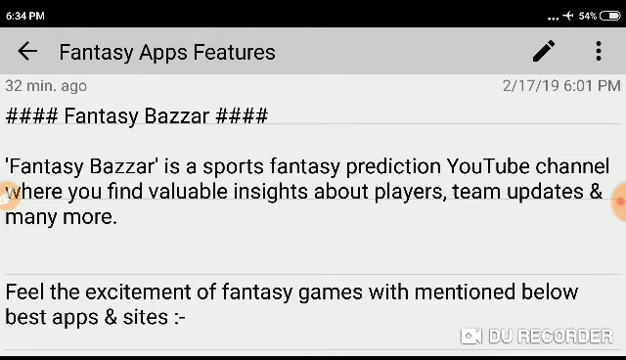 6:34 PM
... 54%
Fantasy Apps Features
32 min. ago
2/17/19 6:01 PM
#### Fantasy Bazzar ####
'Fantasy Bazzar' is a sports fantasy prediction YouTube channel
where you find valuable insights about players, team updates &
many more.
Feel the excitement of fantasy games with mentioned below
best apps & sites :-
DU RECORDER